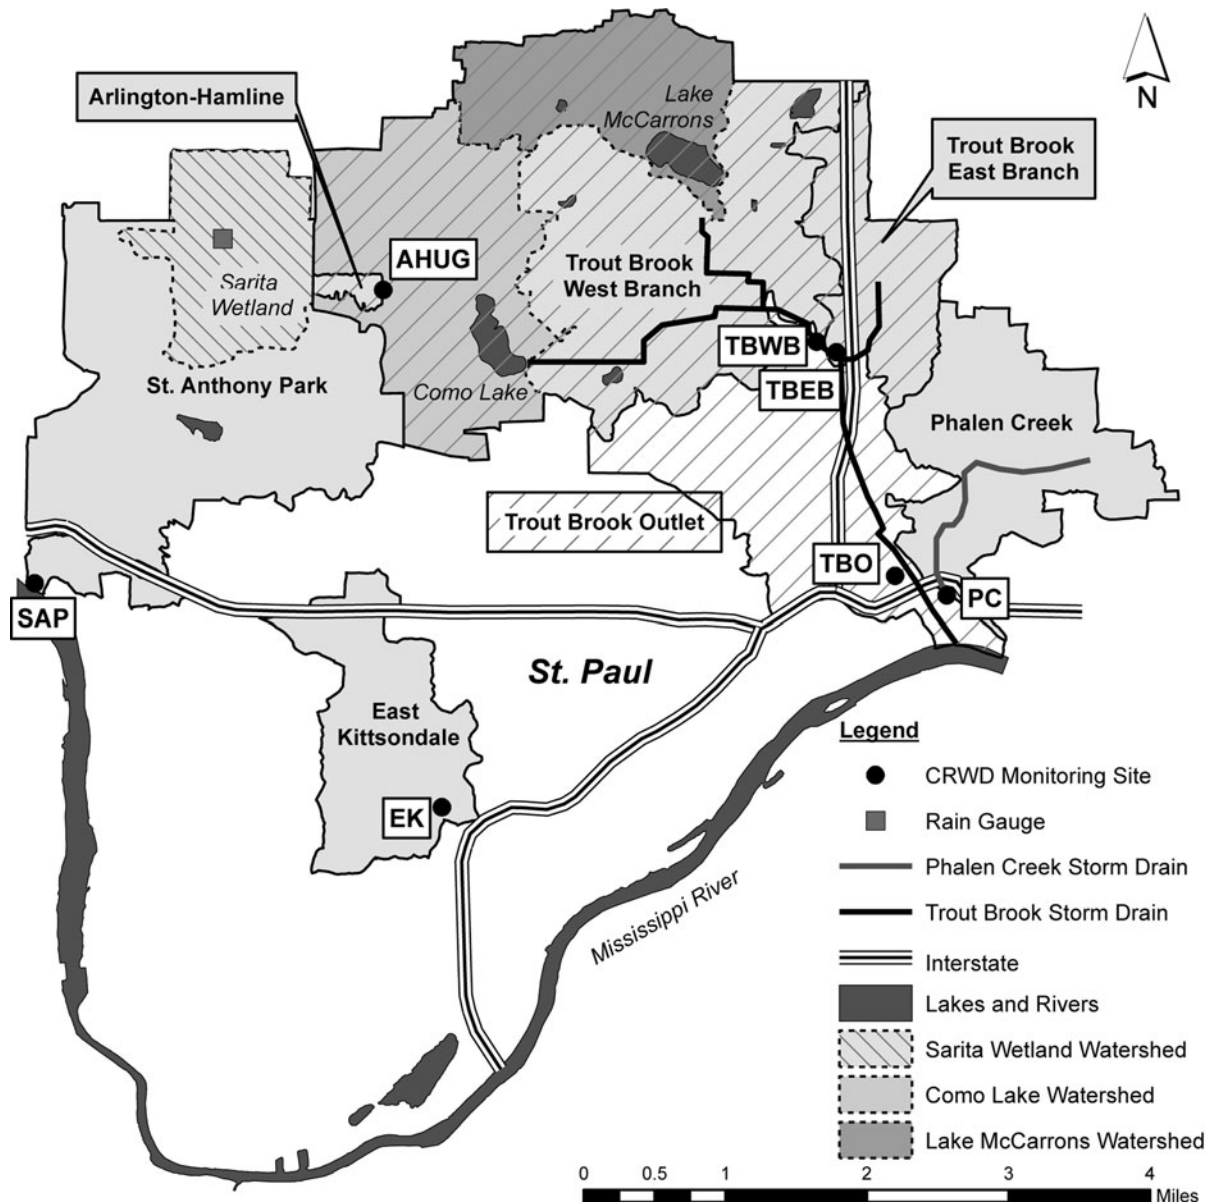 N
Arlington-Hamline
Lake
McCarrons
Trout Brook
East Branch
AHUG
Sarita
Wetland
Trout Brook
West Branch
TBWB
TBEB
St. Anthony Park
Como Lake
Phalen Creek
Trout Brook Outlet
TBO
PC
SAP
St. Paul
East
Kittsondale
EK
Mississippi River
Legend
CRWD Monitoring Site
Rain Gauge
Phalen Creek Storm Drain
Trout Brook Storm Drain
Interstate
Lakes and Rivers
Sarita Wetland Watershed
Como Lake Watershed
Lake McCarrons Watershed
0 0.5 1 2 3 4
Miles